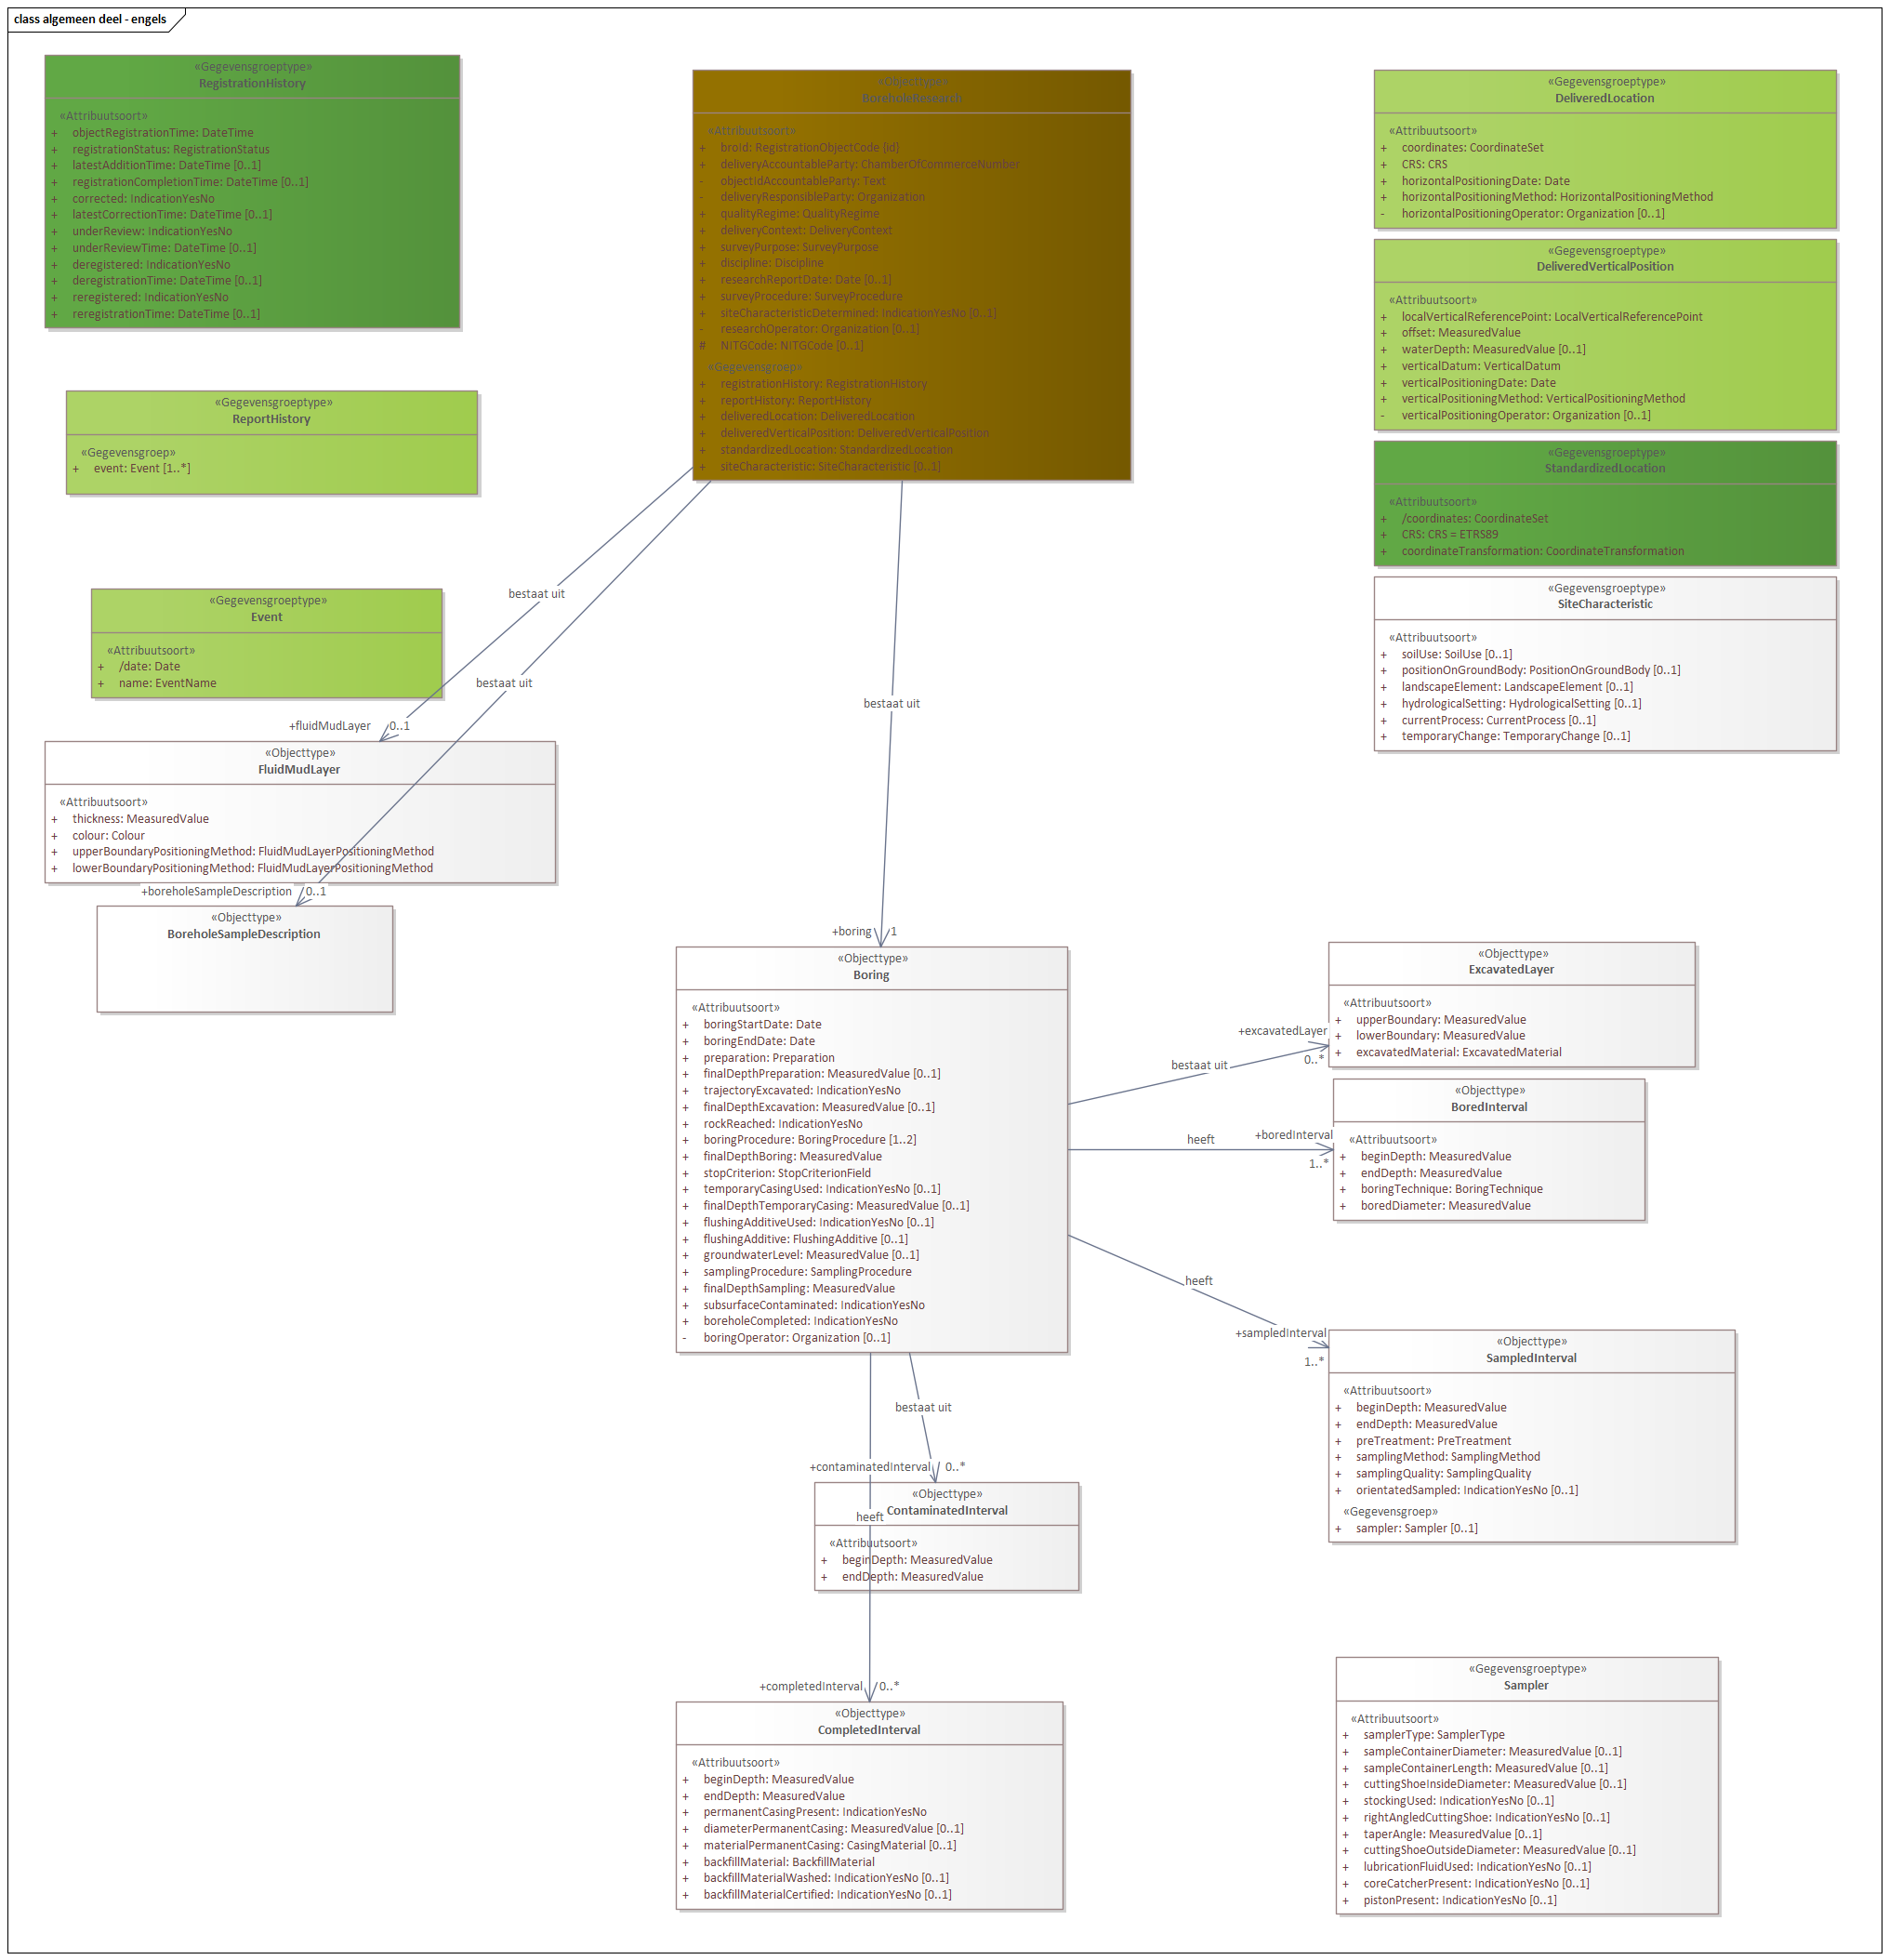 class algemeen deel - engels
«Gegevensgroeptype»
RegistrationHistory
«Attribuutsoort»
+ objectRegistrationTime: DateTime
+ registrationStatus: RegistrationStatus
+ latestAdditionTime: DateTime [0..1]
+ registrationCompletionTime: DateTime [0..1]
+ corrected: IndicationYesNo
+ latestCorrectionTime: DateTime [0..1]
+ underReview: IndicationYesNo
+ underReviewTime: DateTime [0..1]
+ deregistered: IndicationYesNo
+ deregistrationTime: DateTime [0..1]
+ reregistered: IndicationYesNo
+ reregistrationTime: DateTime [0..1]
«Objecttype»
BoreholeResearch
«Attribuutsoort»
+ broId: RegistrationObjectCode {id}
+ deliveryAccountableParty: ChamberOfCommerceNumber
- objectIdAccountableParty: Text
- deliveryResponsibleParty: Organization
+ qualityRegime: QualityRegime
+ deliveryContext: DeliveryContext
+ surveyPurpose: SurveyPurpose
+ discipline: Discipline
+ researchReportDate: Date [0..1]
+ surveyProcedure: SurveyProcedure
+ siteCharacteristicDetermined: IndicationYesNo [0..1]
- researchOperator: Organization [0..1]
# NITGCode: NITGCode [0..1]
«Gegevensgroep»
+ registrationHistory: RegistrationHistory
+ reportHistory: ReportHistory
+ deliveredLocation: DeliveredLocation
+ deliveredVerticalPosition: DeliveredVerticalPosition
+ standardizedLocation: StandardizedLocation
+ siteCharacteristic: SiteCharacteristic [0..1]
«Gegevensgroeptype»
DeliveredLocation
«Attribuutsoort»
+ coordinates: CoordinateSet
+ CRS: CRS
+ horizontalPositioningDate: Date
+ horizontalPositioningMethod: HorizontalPositioningMethod
- horizontalPositioningOperator: Organization [0..1]
«Gegevensgroeptype»
DeliveredVerticalPosition
«Attribuutsoort»
+ localVerticalReferencePoint: LocalVerticalReferencePoint
+ offset: MeasuredValue
+ waterDepth: MeasuredValue [0..1]
+ verticalDatum: VerticalDatum
+ verticalPositioningDate: Date
+ verticalPositioningMethod: VerticalPositioningMethod
- verticalPositioningOperator: Organization [0..1]
«Gegevensgroeptype»
StandardizedLocation
«Attribuutsoort»
+ /coordinates: CoordinateSet
+ CRS: CRS = ETRS89
+ coordinateTransformation: CoordinateTransformation
«Gegevensgroeptype»
SiteCharacteristic
«Attribuutsoort»
+ soilUse: SoilUse [0..1]
+ positionOnGroundBody: PositionOnGroundBody [0..1]
+ landscapeElement: LandscapeElement [0..1]
+ hydrologicalSetting: HydrologicalSetting [0..1]
+ currentProcess: CurrentProcess [0..1]
+ temporaryChange: TemporaryChange [0..1]
«Gegevensgroeptype»
ReportHistory
«Gegevensgroep»
+ event: Event [1..*]
«Gegevensgroeptype»
Event
«Attribuutsoort»
+ /date: Date
+ name: EventName
bestaat uit
bestaat uit
bestaat uit
+fluidMudLayer 0..1
«Objecttype»
FluidMudLayer
«Attribuutsoort»
+ thickness: MeasuredValue
+ colour: Colour
+ upperBoundaryPositioningMethod: FluidMudLayerPositioningMethod
+ lowerBoundaryPositioningMethod: FluidMudLayerPositioningMethod
+boreholeSampleDescription 0..1
«Objecttype»
BoreholeSampleDescription
+boring 1
«Objecttype»
Boring
«Attribuutsoort»
+ boringStartDate: Date
+ boringEndDate: Date
+ preparation: Preparation
+ finalDepthPreparation: MeasuredValue [0..1]
+ trajectoryExcavated: IndicationYesNo
+ finalDepthExcavation: MeasuredValue [0..1]
+ rockReached: IndicationYesNo
+ boringProcedure: BoringProcedure [1..2]
+ finalDepthBoring: MeasuredValue
+ stopCriterion: StopCriterionField
+ temporaryCasingUsed: IndicationYesNo [0..1]
+ finalDepthTemporaryCasing: MeasuredValue [0..1]
+ flushingAdditiveUsed: IndicationYesNo [0..1]
+ flushingAdditive: FlushingAdditive [0..1]
+ groundwaterLevel: MeasuredValue [0..1]
+ samplingProcedure: SamplingProcedure
+ finalDepthSampling: MeasuredValue
+ subsurfaceContaminated: IndicationYesNo
+ boreholeCompleted: IndicationYesNo
- boringOperator: Organization [0..1]
bestaat uit
+excavatedLayer
0..*
«Objecttype»
ExcavatedLayer
«Attribuutsoort»
+ upperBoundary: MeasuredValue
+ lowerBoundary: MeasuredValue
+ excavatedMaterial: ExcavatedMaterial
heeft
+boredInterval
1..*
«Objecttype»
BoredInterval
«Attribuutsoort»
+ beginDepth: MeasuredValue
+ endDepth: MeasuredValue
+ boringTechnique: BoringTechnique
+ boredDiameter: MeasuredValue
heeft
+sampledInterval
1..*
«Objecttype»
SampledInterval
«Attribuutsoort»
+ beginDepth: MeasuredValue
+ endDepth: MeasuredValue
+ preTreatment: PreTreatment
+ samplingMethod: SamplingMethod
+ samplingQuality: SamplingQuality
+ orientatedSampled: IndicationYesNo [0..1]
«Gegevensgroep»
+ sampler: Sampler [0..1]
bestaat uit
+contaminatedInterval 0..*
«Objecttype»
ContaminatedInterval
«Attribuutsoort»
+ beginDepth: MeasuredValue
+ endDepth: MeasuredValue
heeft
+completedInterval 0..*
«Objecttype»
CompletedInterval
«Attribuutsoort»
+ beginDepth: MeasuredValue
+ endDepth: MeasuredValue
+ permanentCasingPresent: IndicationYesNo
+ diameterPermanentCasing: MeasuredValue [0..1]
+ materialPermanentCasing: CasingMaterial [0..1]
+ backfillMaterial: BackfillMaterial
+ backfillMaterialWashed: IndicationYesNo [0..1]
+ backfillMaterialCertified: IndicationYesNo [0..1]
«Gegevensgroeptype»
Sampler
«Attribuutsoort»
+ samplerType: SamplerType
+ sampleContainerDiameter: MeasuredValue [0..1]
+ sampleContainerLength: MeasuredValue [0..1]
+ cuttingShoeInsideDiameter: MeasuredValue [0..1]
+ stockingUsed: IndicationYesNo [0..1]
+ rightAngledCuttingShoe: IndicationYesNo [0..1]
+ taperAngle: MeasuredValue [0..1]
+ cuttingShoeOutsideDiameter: MeasuredValue [0..1]
+ lubricationFluidUsed: IndicationYesNo [0..1]
+ coreCatcherPresent: IndicationYesNo [0..1]
+ pistonPresent: IndicationYesNo [0..1]